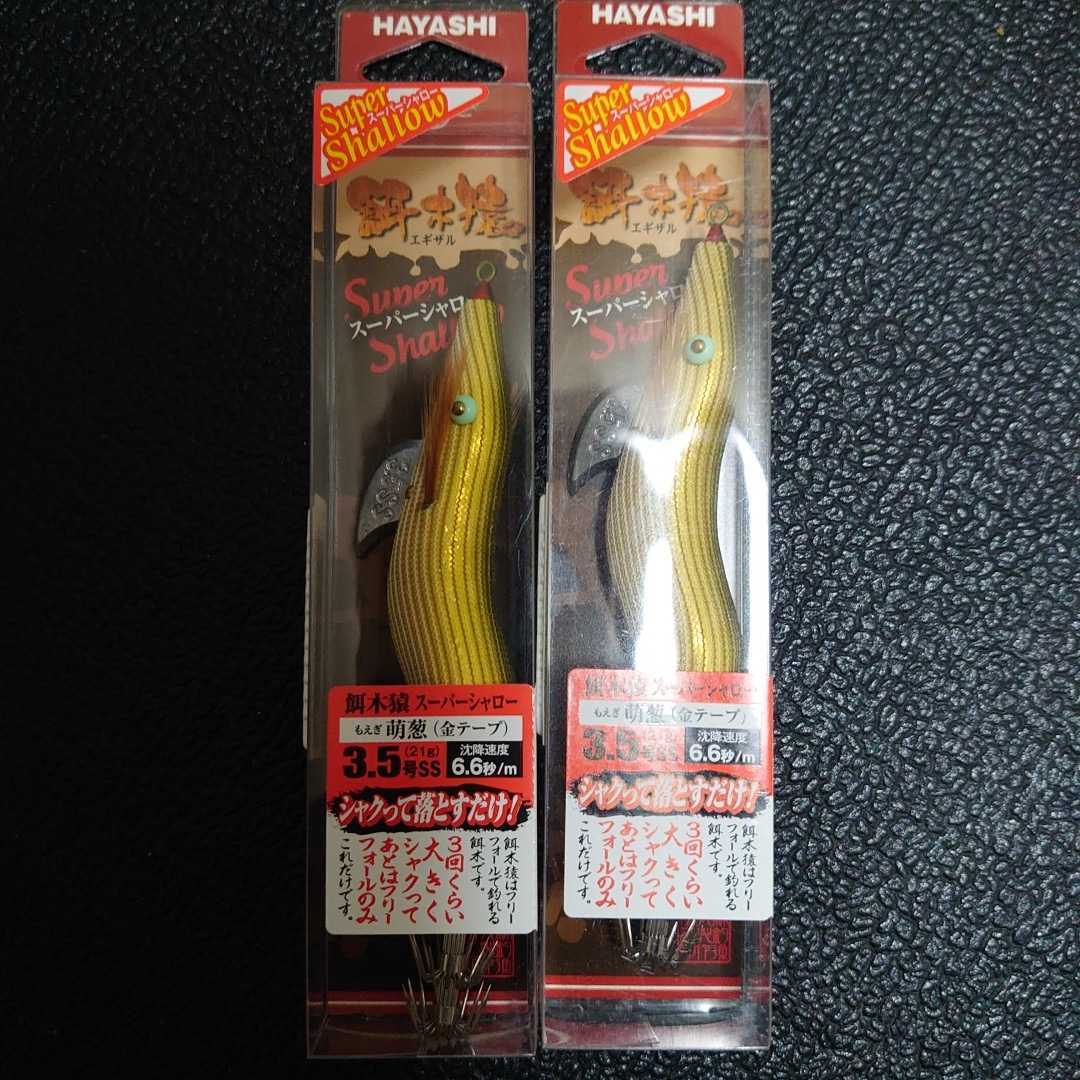 HAYASHI
Super
スーパーシャロー
Shallow
餌木猿
エギザル
Super
スーパーシャロ
Shal
餌木猿 スーパーシャロー
もえぎ 萌葱(金テープ)
3.5号SS
(21g)
沈降速度
6.6秒/m
シャクって落とすだけ!
餌木猿はフリー
フォールで釣れる
餌木です。
3回くらい
大きく
シャクって
あとはフリー
フォールのみ
これだけです。
HAYASHI
Super
スーパーシャロー
Shallow
餌木猿
エギザル
Super
スーパーシャロ
Sha
餌木猿 スーパーシャロー
もえぎ 萌葱(金テープ)
3.5号SS
(21g)
沈降速度
6.6秒/m
シャクって落とすだけ!
餌木猿はフリー
フォールで釣れる
餌木です。
3回くらい
大きく
シャクって
あとはフリー
フォールのみ
これだけです。